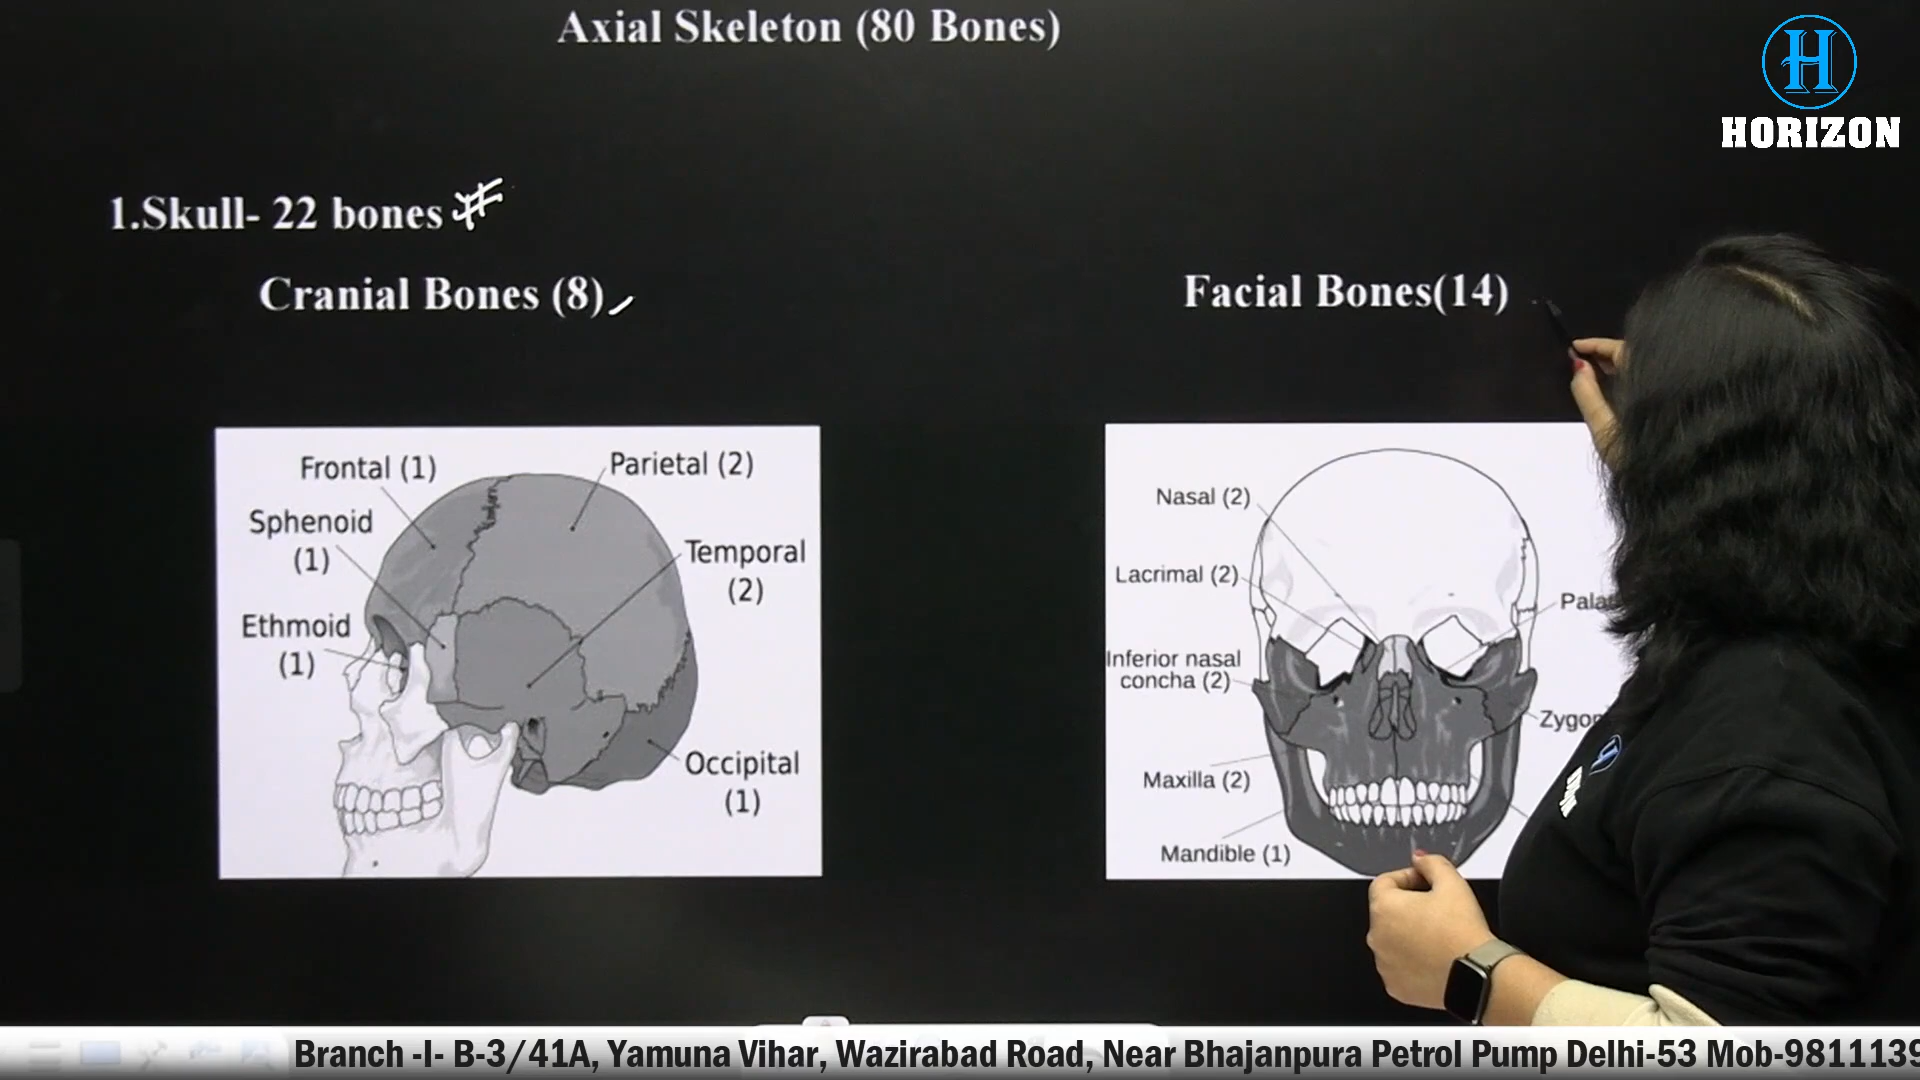 Axial Skeleton (80 Bones)
H
HORIZON
1.Skull- 22 bones
Cranial Bones (8)
Facial Bones(14)
Frontal (1)
Parietal (2)
Sphenoid
(1)
Temporal
(2)
Ethmoid
(1)
Occipital
(1)
Nasal (2)
Lacrimal (2)
Inferior nasal
concha (2)
Maxilla (2)
Mandible (1)
Branch -I- B-3/41A, Yamuna Vihar, Wazirabad Road, Near Bhajanpura Petrol Pump Delhi-53 Mob-9811139